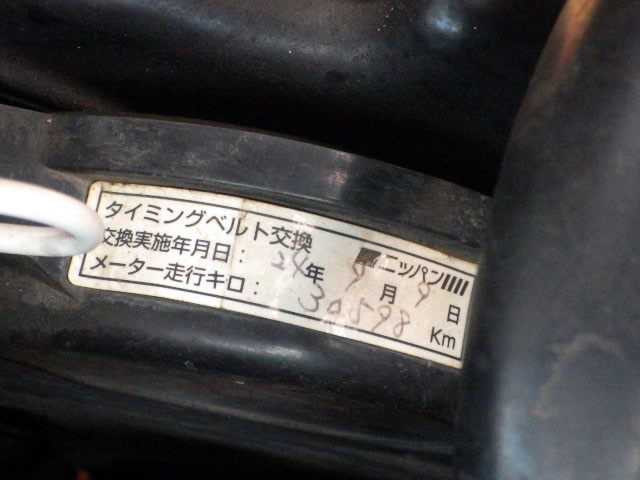 タイミングベルト交換
ニッパン
交換実施年月日： 24年 9月 9日
メーター走行キロ： 30598 Km